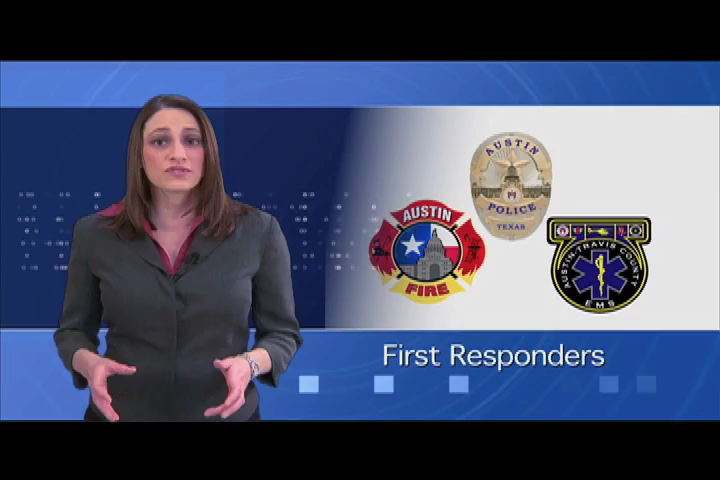 AUSTIN
POLICE
TEXAS
AUSTIN
FIRE
AUSTIN-TRAVIS COUNTY
EMS
First Responders